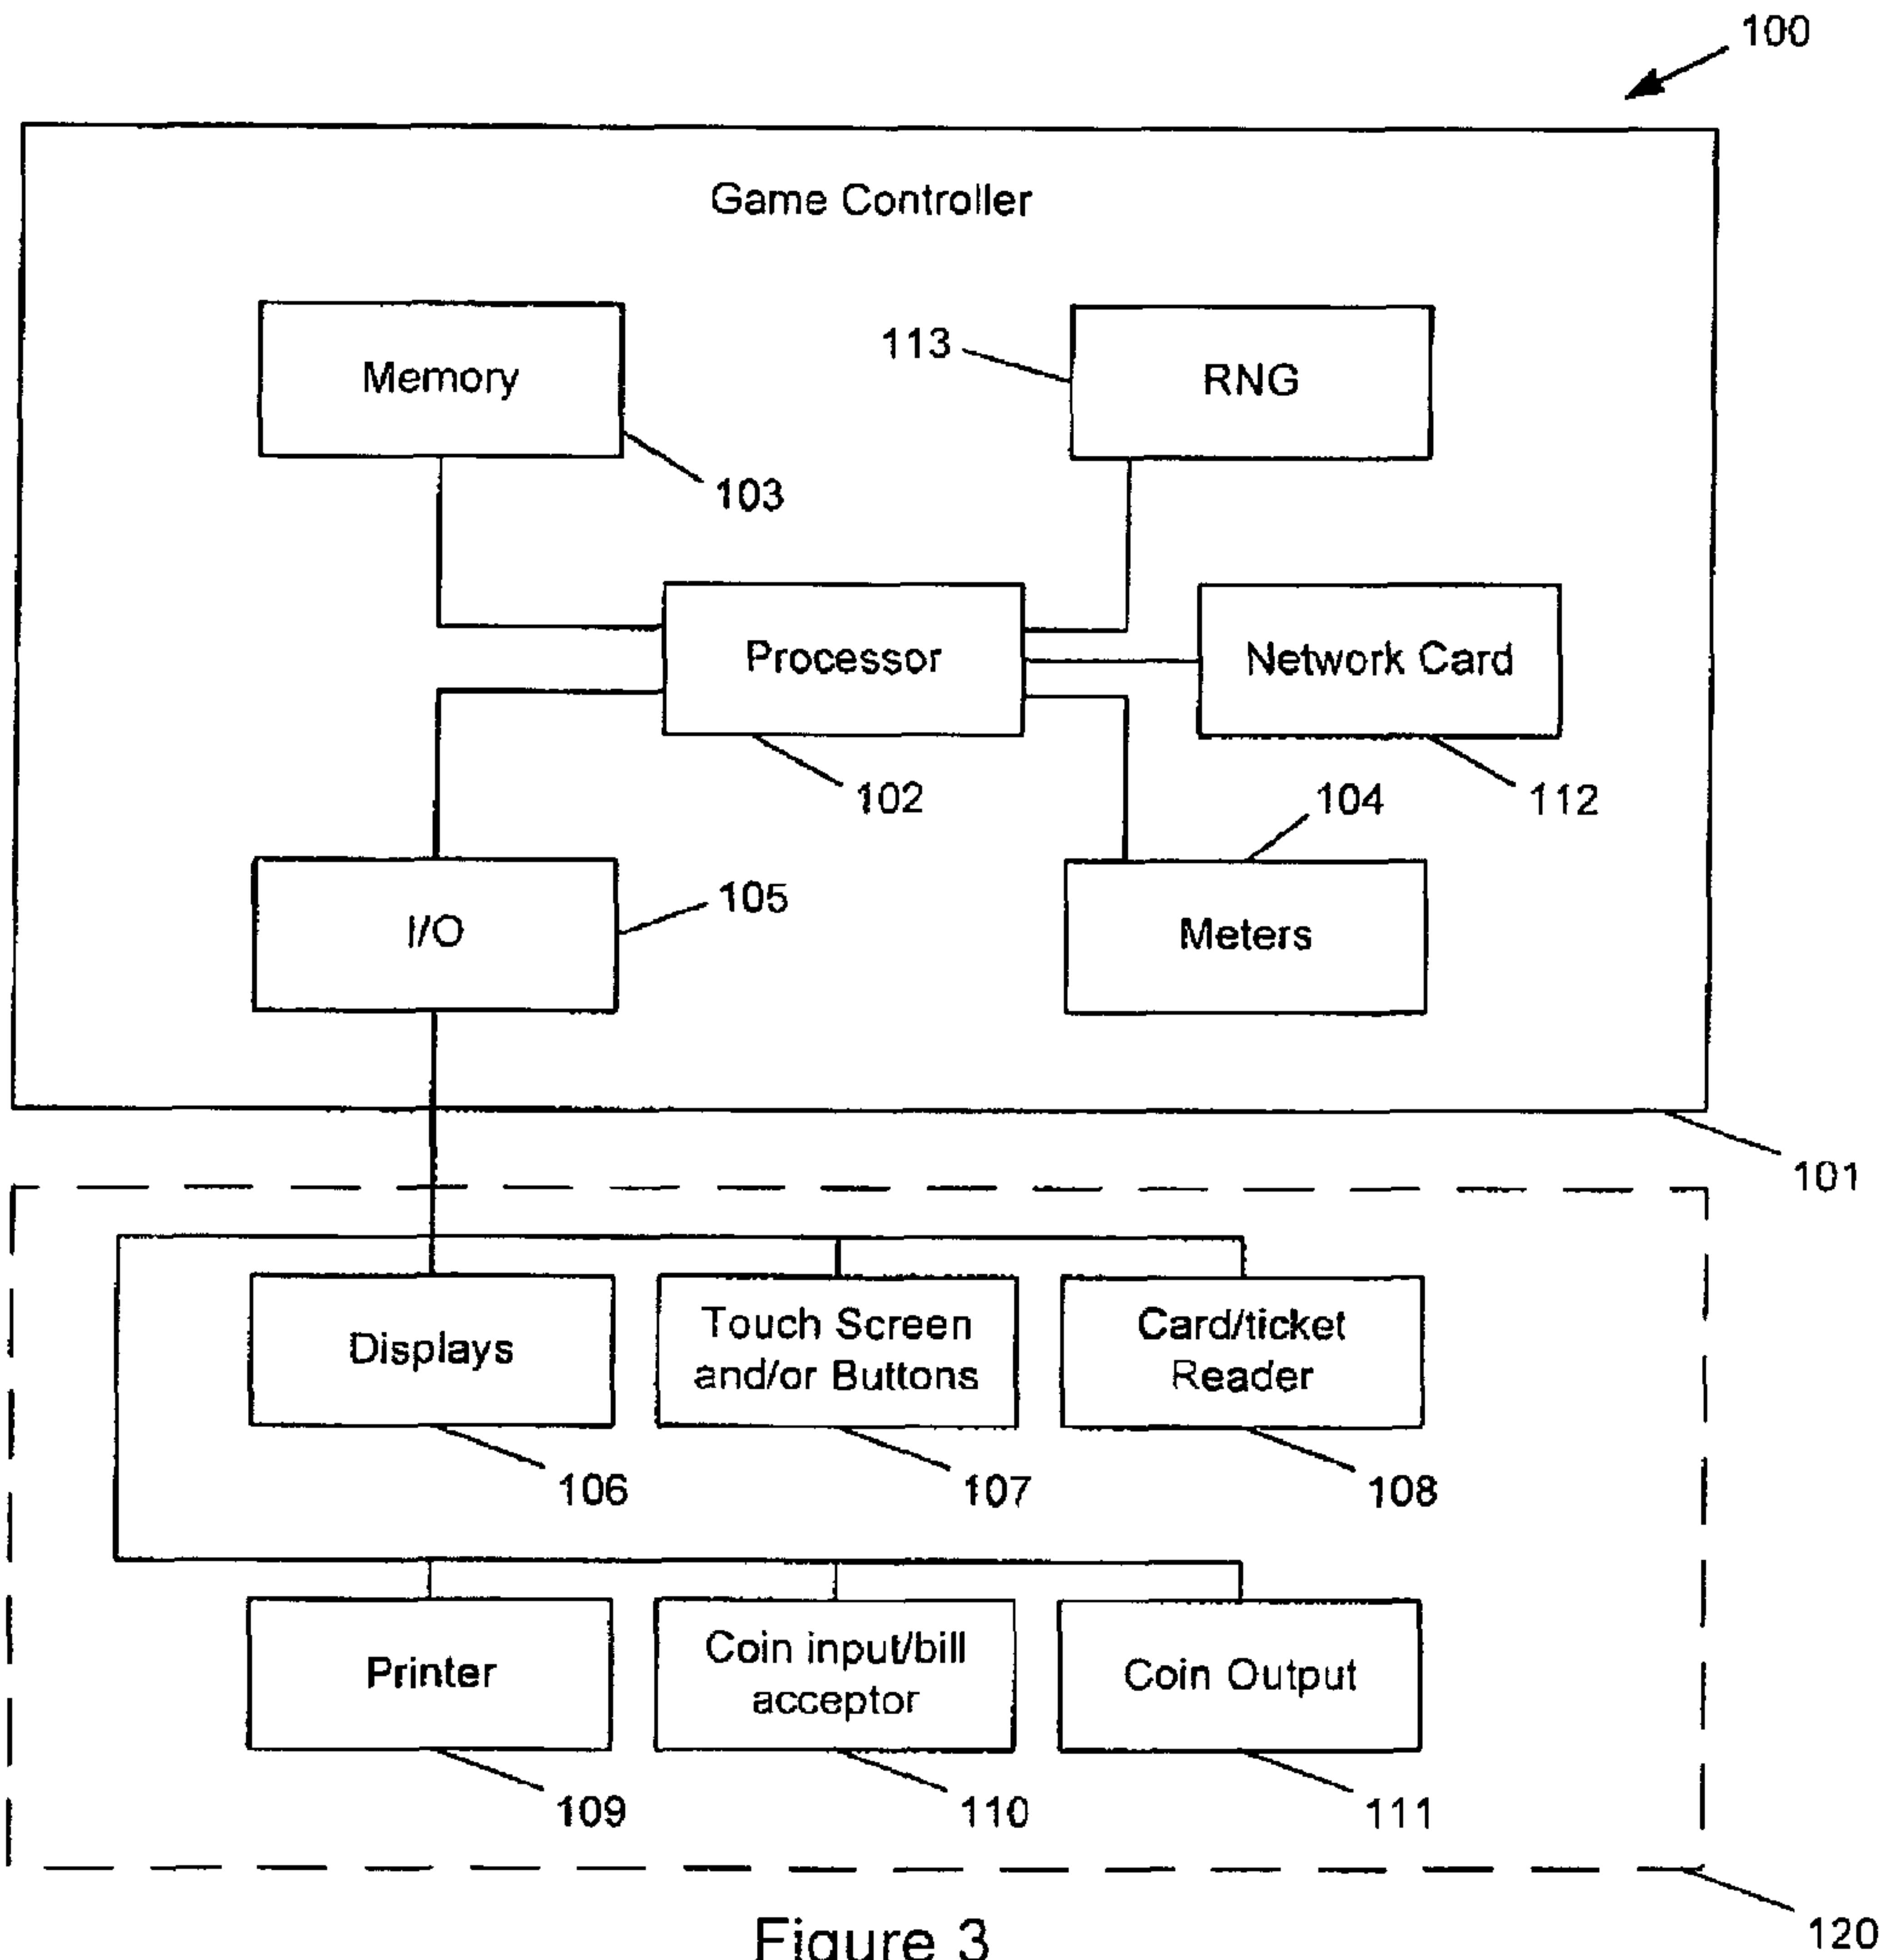 100
Game Controller
Memory
113
RNG
103
Processor
Network Card
102
104
112
I/O
105
Meters
101
Displays
Touch Screen
and/or Buttons
Card/ticket
Reader
106
107
108
Printer
Coin input/bill
acceptor
Coin Output
109
110
111
120
Figure 3